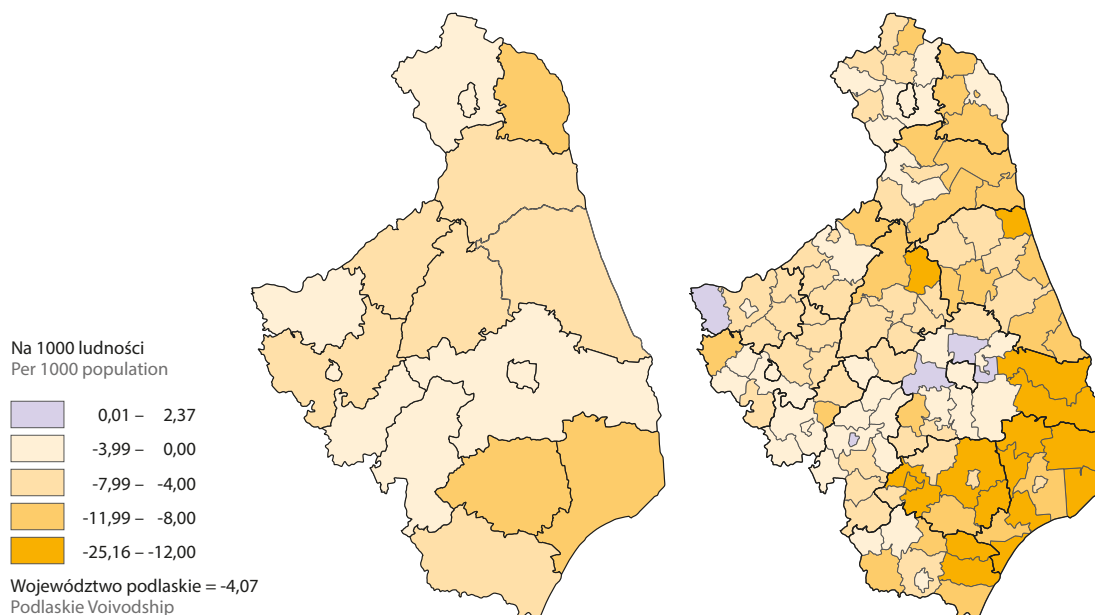 Na 1000 ludności
Per 1000 population
0,01 – 2,37
-3,99 – 0,00
-7,99 – -4,00
-11,99 – -8,00
-25,16 – -12,00
Województwo podlaskie = -4,07
Podlaskie Voivodship